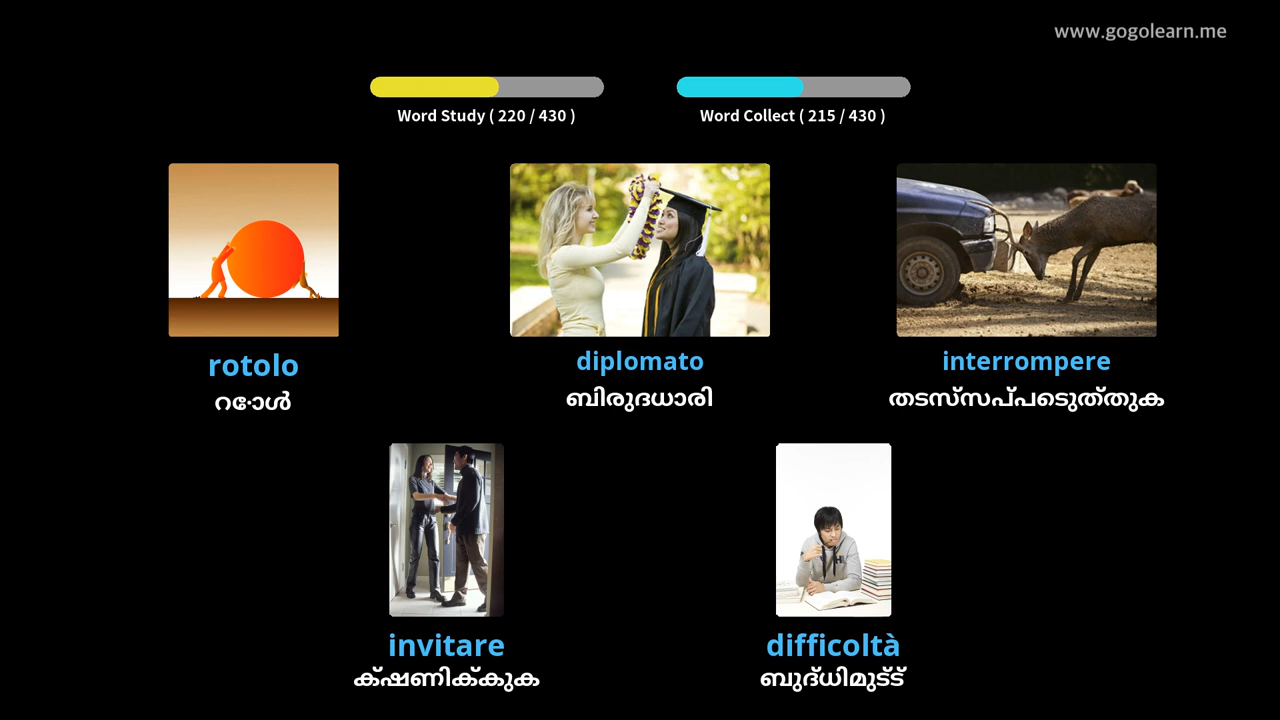 www.gogolearn.me
Word Study ( 220 / 430 )
Word Collect ( 215 / 430 )
rotolo
റോൾ
diplomato
ബിരുദധാരി
interrompere
തടസ്സപ്പടെുത്തുക
invitare
ക്ഷണിക്കുക
difficoltà
ബുദ്ധിമുട്ട്